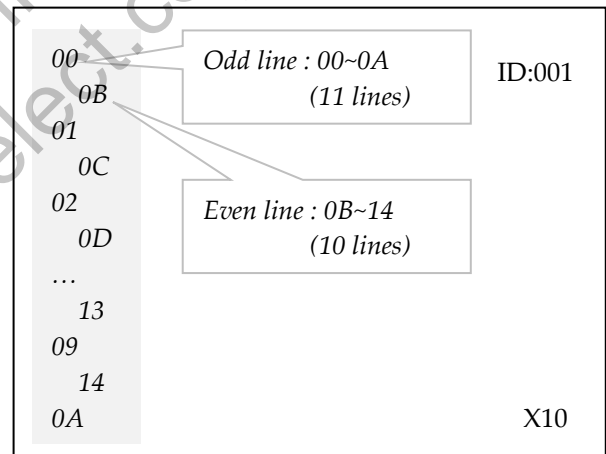 00
0B
01
0C
02
0D
…
13
09
14
0A
Odd line : 00~0A
(11 lines)
Even line : 0B~14
(10 lines)
ID:001
X10